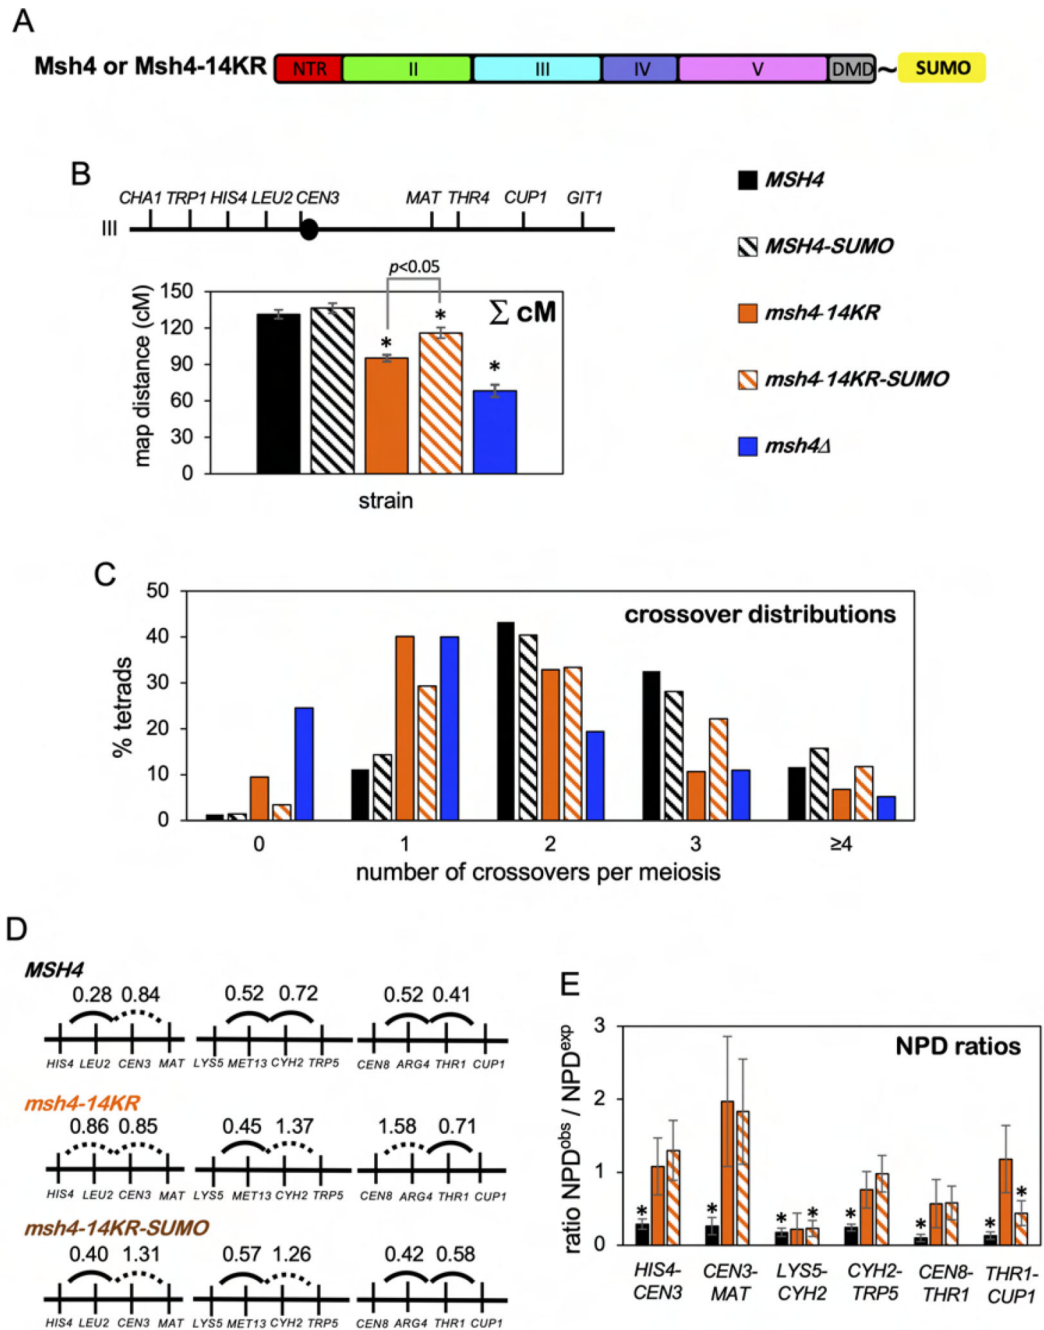 A
Msh4 or Msh4-14KR NTR II III IV V DMD ~ SUMO
B
CHA1 TRP1 HIS4 LEU2 CEN3 MAT THR4 CUP1 GIT1
III
MSH4
MSH4-SUMO
msh4-14KR
msh4-14KR-SUMO
msh4Δ
p<0.05
∑ cM
* * *
map distance (cM)
150
120
90
60
30
0
strain
C
crossover distributions
% tetrads
50
40
30
20
10
0
0 1 2 3 ≥4
number of crossovers per meiosis
D
MSH4
0.28 0.84 0.52 0.72 0.52 0.41
HIS4 LEU2 CEN3 MAT LYS5 MET13 CYH2 TRP5 CEN8 ARG4 THR1 CUP1
msh4-14KR
0.86 0.85 0.45 1.37 1.58 0.71
HIS4 LEU2 CEN3 MAT LYS5 MET13 CYH2 TRP5 CEN8 ARG4 THR1 CUP1
msh4-14KR-SUMO
0.40 1.31 0.57 1.26 0.42 0.58
HIS4 LEU2 CEN3 MAT LYS5 MET13 CYH2 TRP5 CEN8 ARG4 THR1 CUP1
E
NPD ratios
ratio NPDobs / NPDexp
3
2
1
0
* * * * * * * *
HIS4- CEN3- LYS5- CYH2- CEN8- THR1-
CEN3 MAT CYH2 TRP5 THR1 CUP1